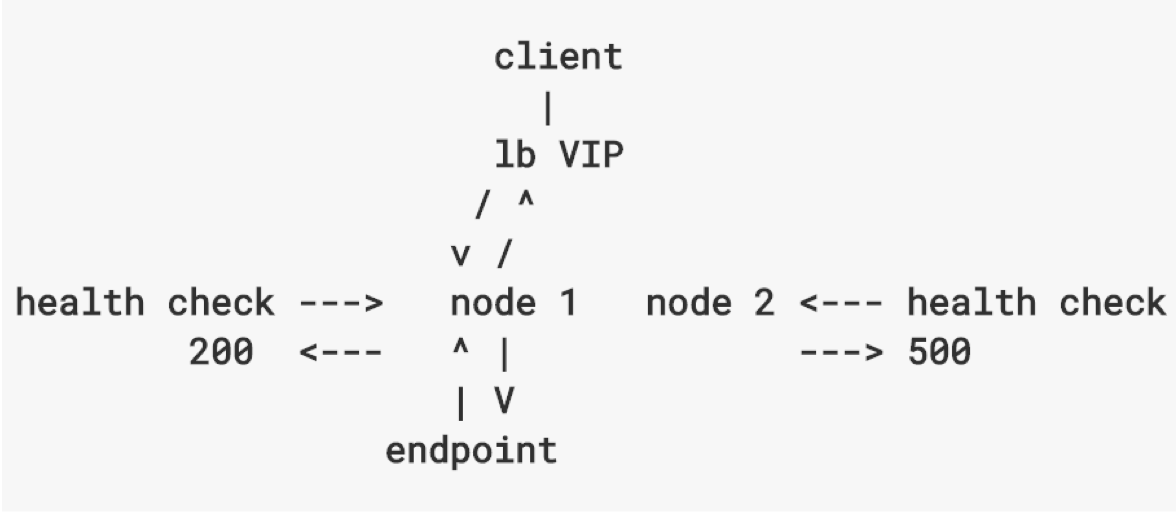 client
|
lb VIP
/ ^
v /
health check ---> node 1 node 2 <--- health check
200 <--- ^ | ---> 500
| V
endpoint